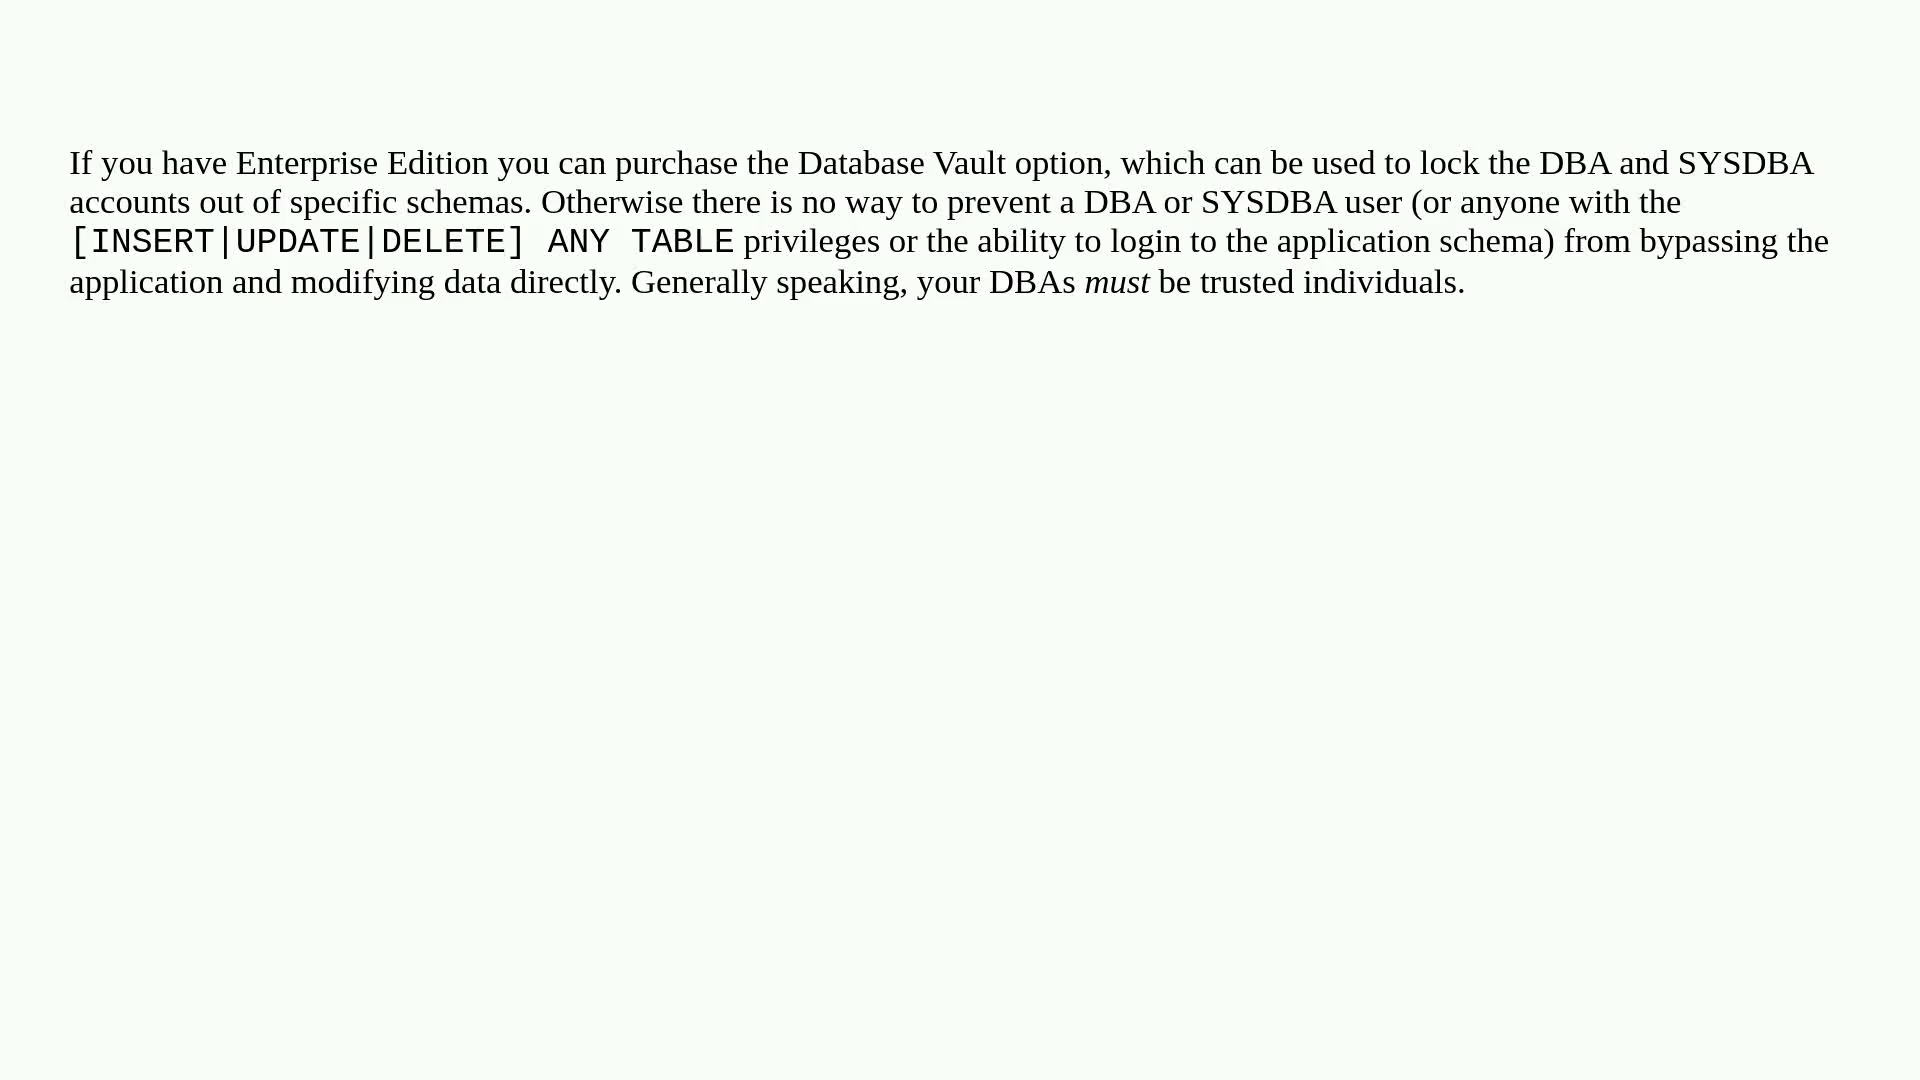 If you have Enterprise Edition you can purchase the Database Vault option, which can be used to lock the DBA and SYSDBA
accounts out of specific schemas. Otherwise there is no way to prevent a DBA or SYSDBA user (or anyone with the
[INSERT|UPDATE|DELETE] ANY TABLE privileges or the ability to login to the application schema) from bypassing the
application and modifying data directly. Generally speaking, your DBAs must be trusted individuals.